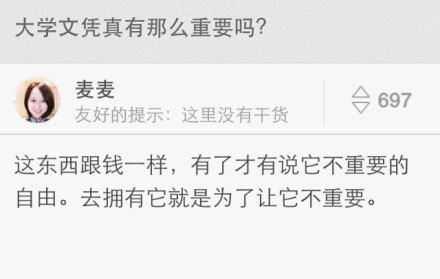 大学文凭真有那么重要吗？
麦麦
友好的提示：这里没有干货
697
这东西跟钱一样，有了才有说它不重要的
自由。去拥有它就是为了让它不重要。